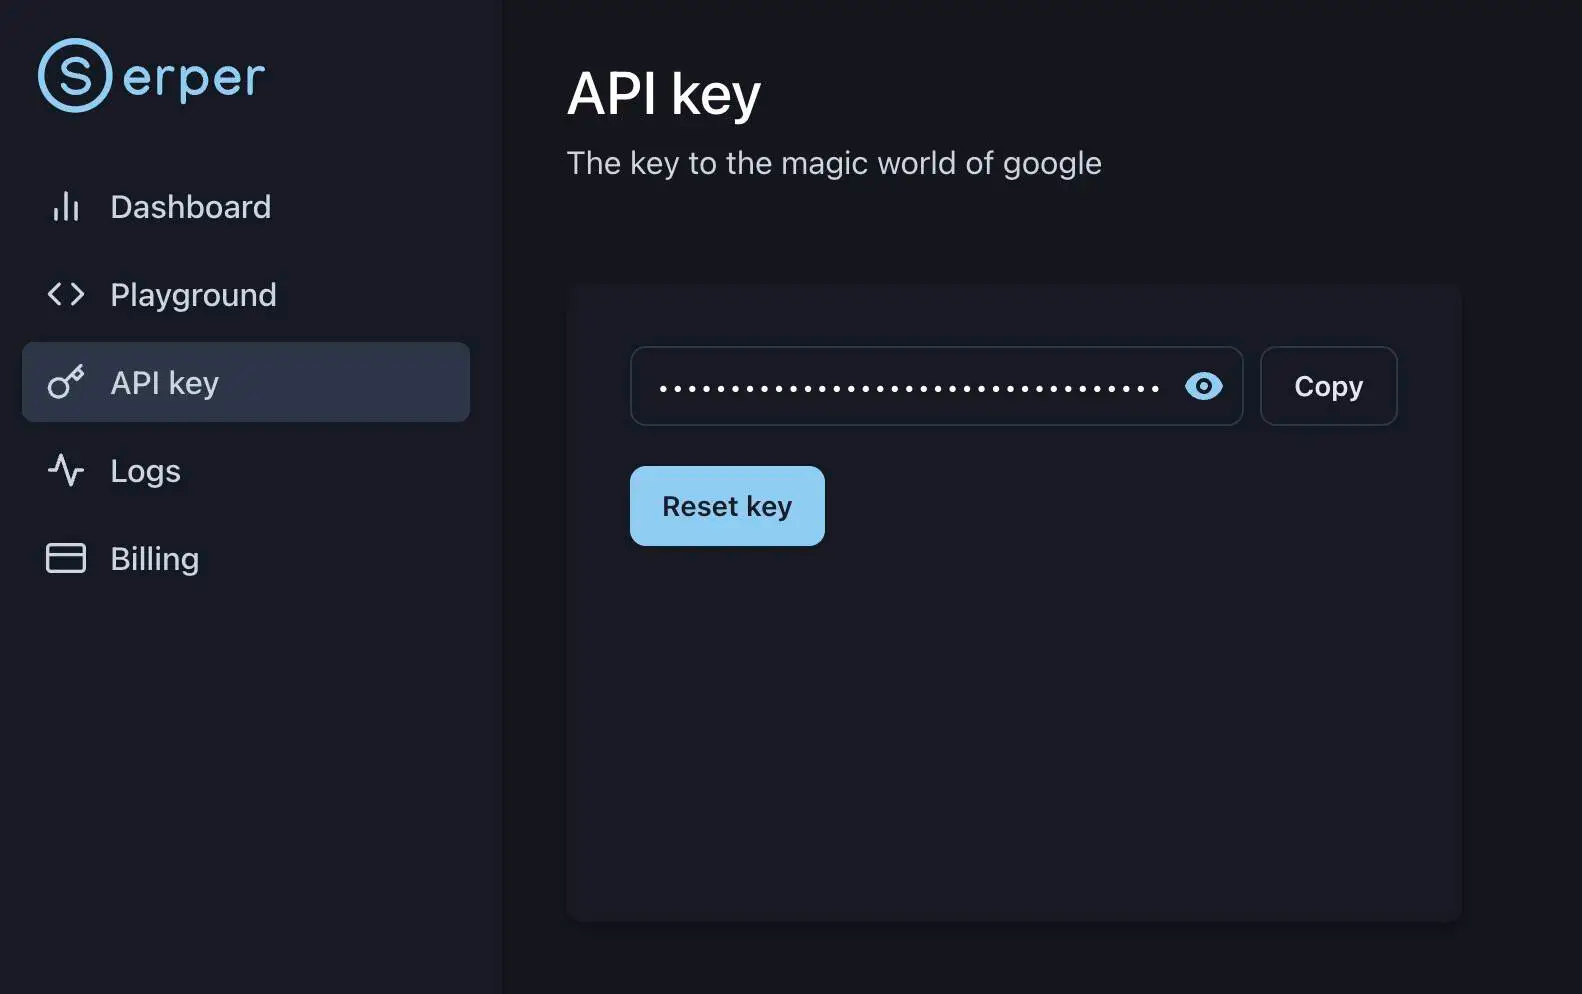 Serper
Dashboard
Playground
API key
Logs
Billing
API key
The key to the magic world of google
Copy
Reset key